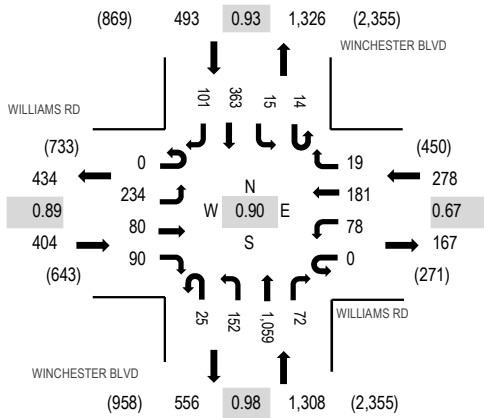 (869) 493 0.93 1,326 (2,355)
WINCHESTER BLVD
101 363 15 14
WILLIAMS RD
(733) (450)
434 0 19 278
234 N 181
0.89 W 0.90 E 0.67
80 S 78
404 90 0 167
(643) (271)
25 152 1,059 72
WILLIAMS RD
WINCHESTER BLVD
(958) 556 0.98 1,308 (2,355)